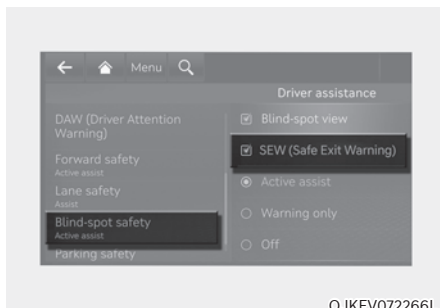 Menu
Driver assistance
DAW (Driver Attention
Warning)
Forward safety
Active assist
Lane safety
Assist
Blind-spot safety
Active assist
Parking safety
Blind-spot view
SEW (Safe Exit Warning)
Active assist
Warning only
Off
OJKEV072266L